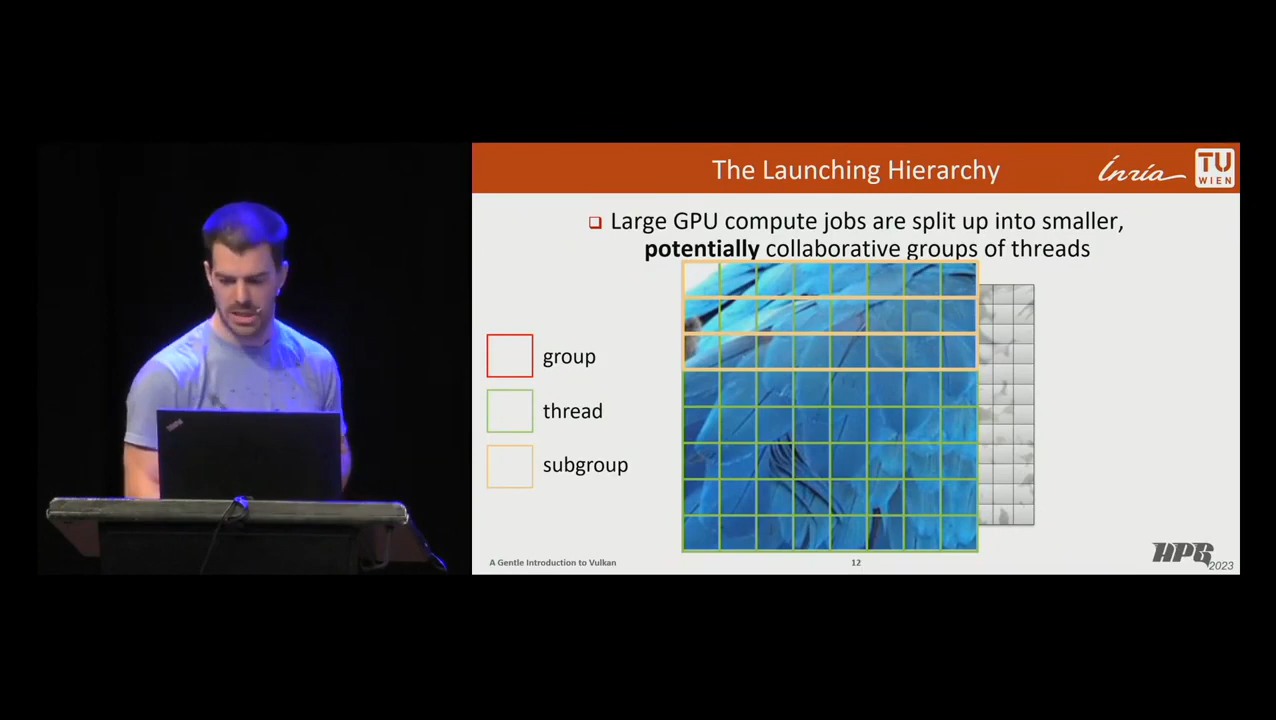 The Launching Hierarchy
Inria
TU
WIEN
Large GPU compute jobs are split up into smaller,
potentially collaborative groups of threads
group
thread
subgroup
A Gentle Introduction to Vulkan
12
HPG
2023